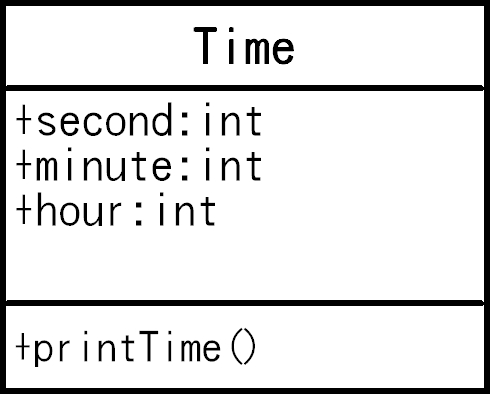 Time
+second:int
+minute:int
+hour:int
+printTime()